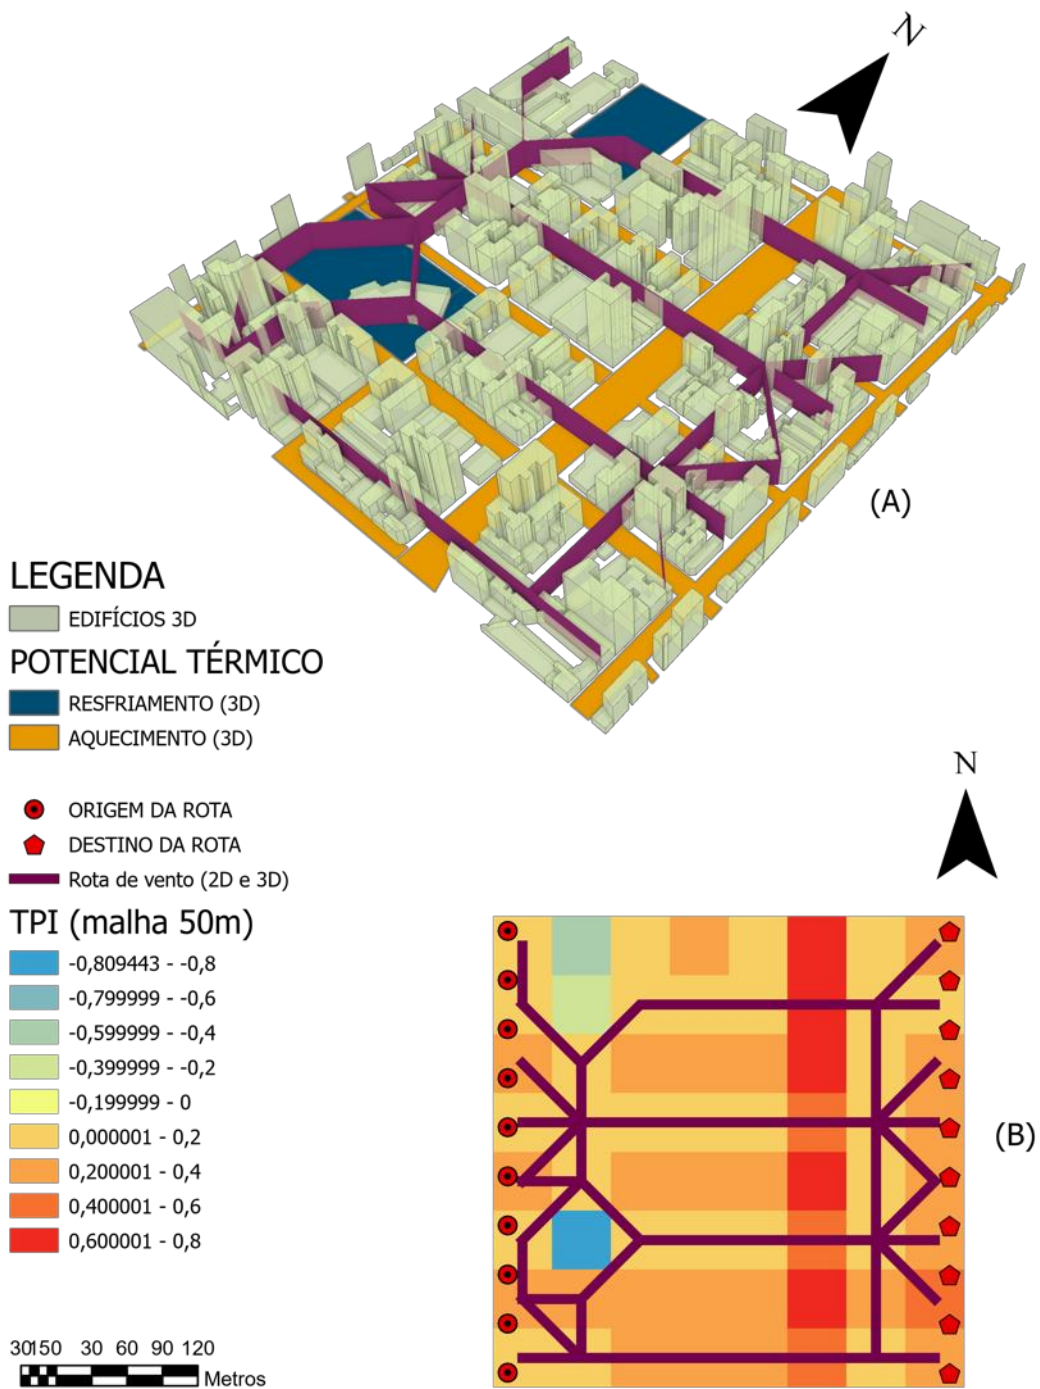 N
(A)
LEGENDA
EDIFÍCIOS 3D
POTENCIAL TÉRMICO
RESFRIAMENTO (3D)
AQUECIMENTO (3D)
ORIGEM DA ROTA
DESTINO DA ROTA
Rota de vento (2D e 3D)
TPI (malha 50m)
-0,809443 - -0,8
-0,799999 - -0,6
-0,599999 - -0,4
-0,399999 - -0,2
-0,199999 - 0
0,000001 - 0,2
0,200001 - 0,4
0,400001 - 0,6
0,600001 - 0,8
30150 30 60 90 120
Metros
N
(B)